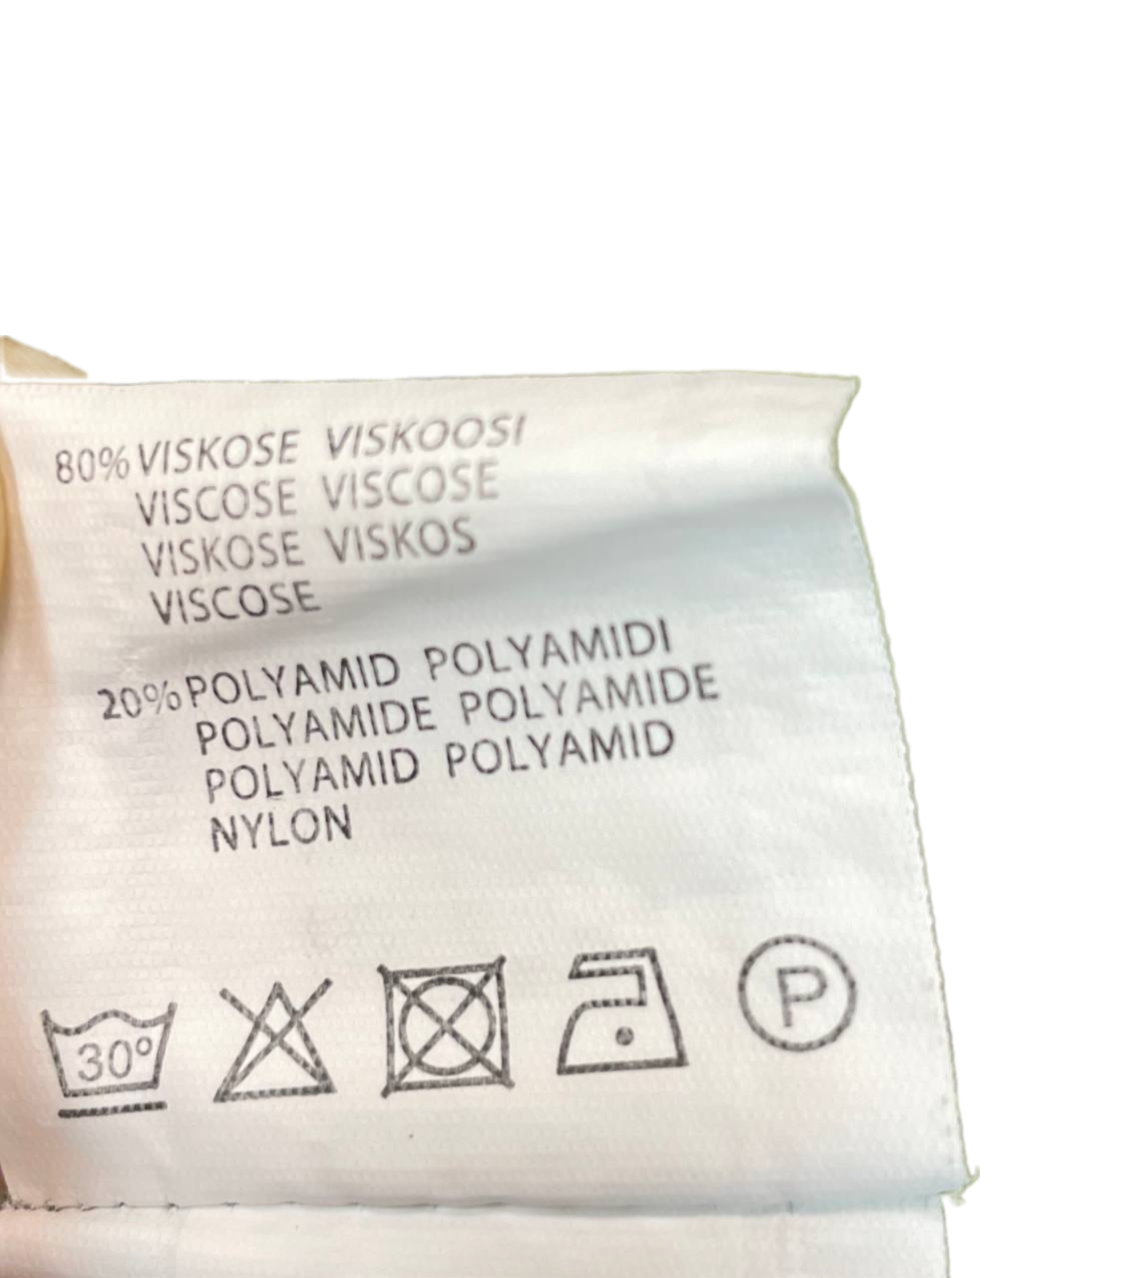 80% VISKOSE VISKOOSI
VISCOSE VISCOSE
VISKOSE VISKOS
VISCOSE
20% POLYAMID POLYAMIDI
POLYAMIDE POLYAMIDE
POLYAMID POLYAMID
NYLON
30° P